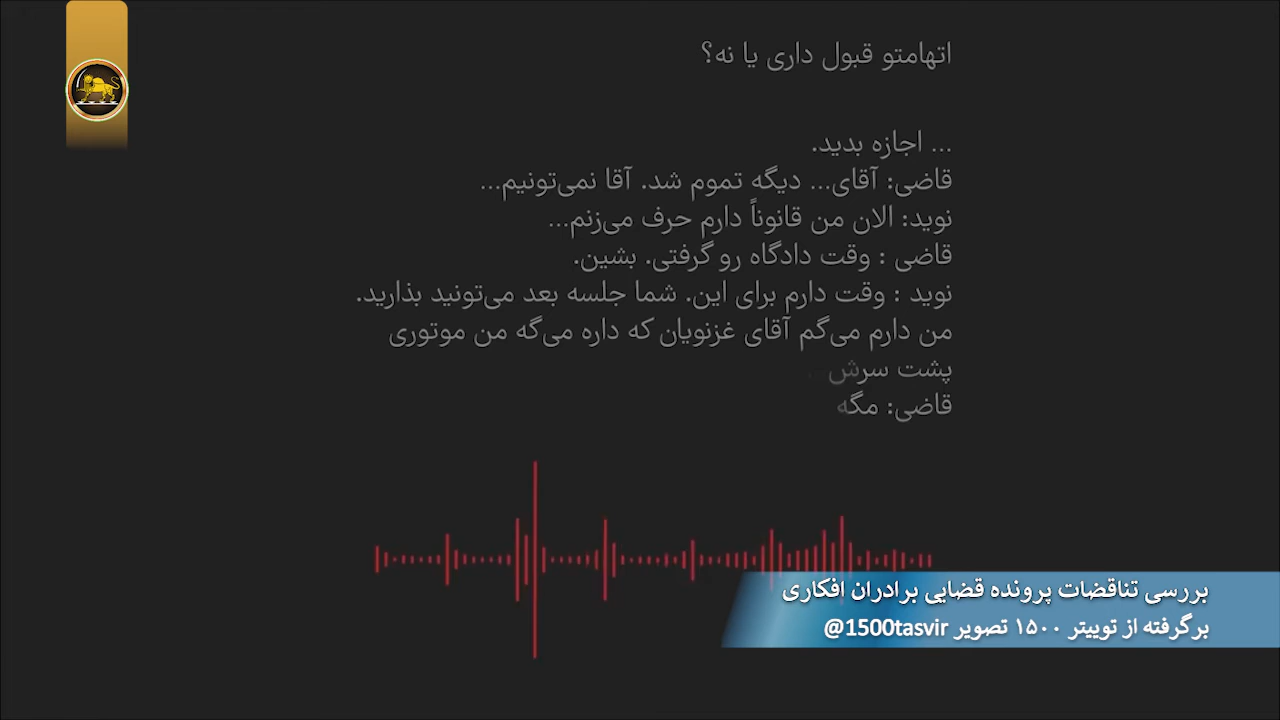 اتهامتو قبول داری یا نه؟
... اجازه بدید.
قاضی: آقای... دیگه تموم شد. آقا نمی‌تونیم...
نوید: الان من قانوناً دارم حرف می‌زنم...
قاضی : وقت دادگاه رو گرفتی. بشین.
نوید : وقت دارم برای این. شما جلسه بعد می‌تونید بذارید.
من دارم می‌گم آقای غزنویان که داره می‌گه من موتوری
پشت سرش
قاضی: مگه
بررسی تناقضات پرونده قضایی برادران افکاری
برگرفته از توییتر ۱۵۰۰ تصویر @1500tasvir